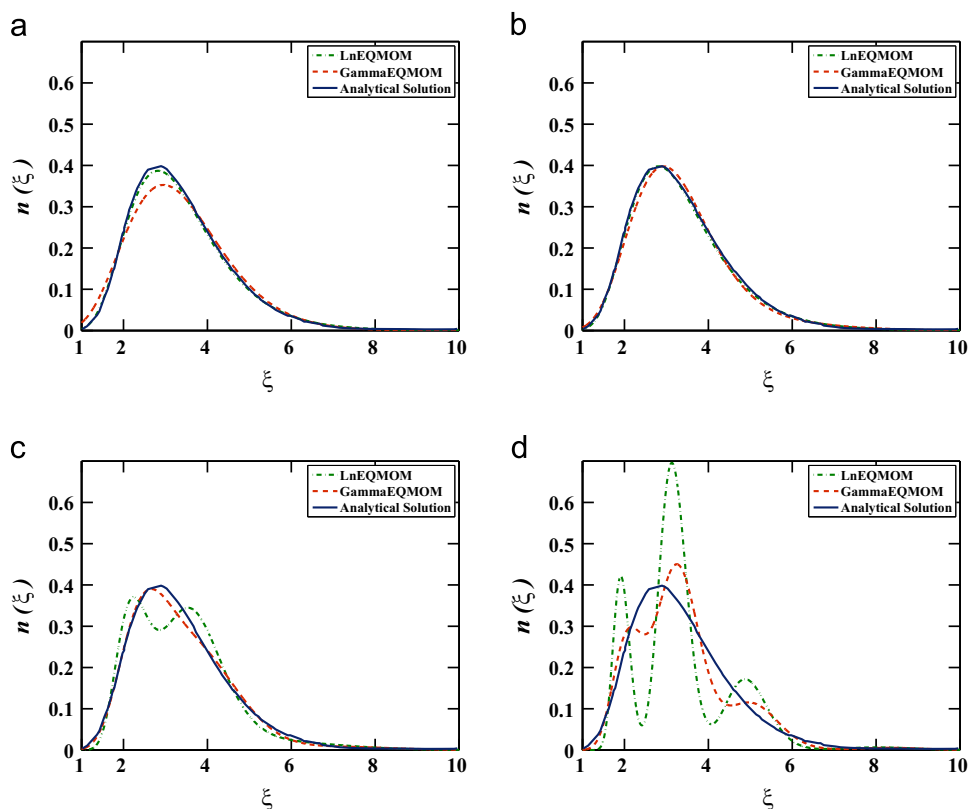 a
n (ξ)
0.6
0.5
0.4
0.3
0.2
0.1
0
LnEQMOM
GammaEQMOM
Analytical Solution
1 2 4 6 8 10
ξ
b
n (ξ)
0.6
0.5
0.4
0.3
0.2
0.1
0
LnEQMOM
GammaEQMOM
Analytical Solution
1 2 4 6 8 10
ξ
c
n (ξ)
0.6
0.5
0.4
0.3
0.2
0.1
0
LnEQMOM
GammaEQMOM
Analytical Solution
1 2 4 6 8 10
ξ
d
n (ξ)
0.6
0.5
0.4
0.3
0.2
0.1
0
LnEQMOM
GammaEQMOM
Analytical Solution
1 2 4 6 8 10
ξ